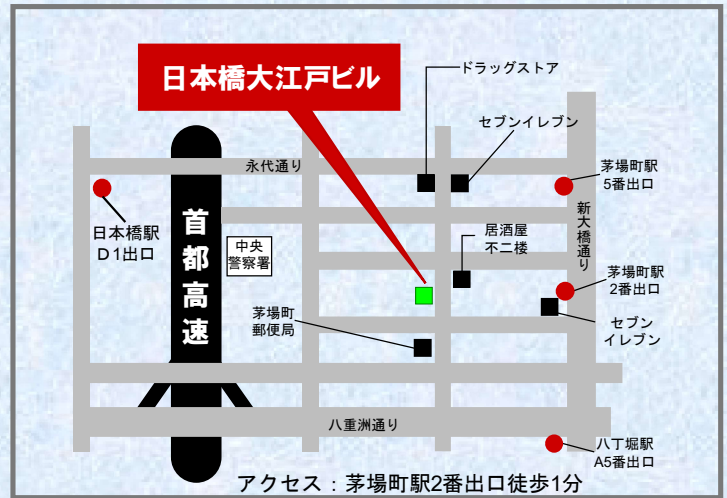 日本橋大江戸ビル
ドラッグストア
セブンイレブン
永代通り
茅場町駅
5番出口
日本橋駅
D1出口
首都高速
中央
警察署
居酒屋
不二楼
新大橋通り
茅場町駅
2番出口
茅場町
郵便局
セブン
イレブン
八重洲通り
八丁堀駅
A5番出口
アクセス：茅場町駅2番出口徒歩1分